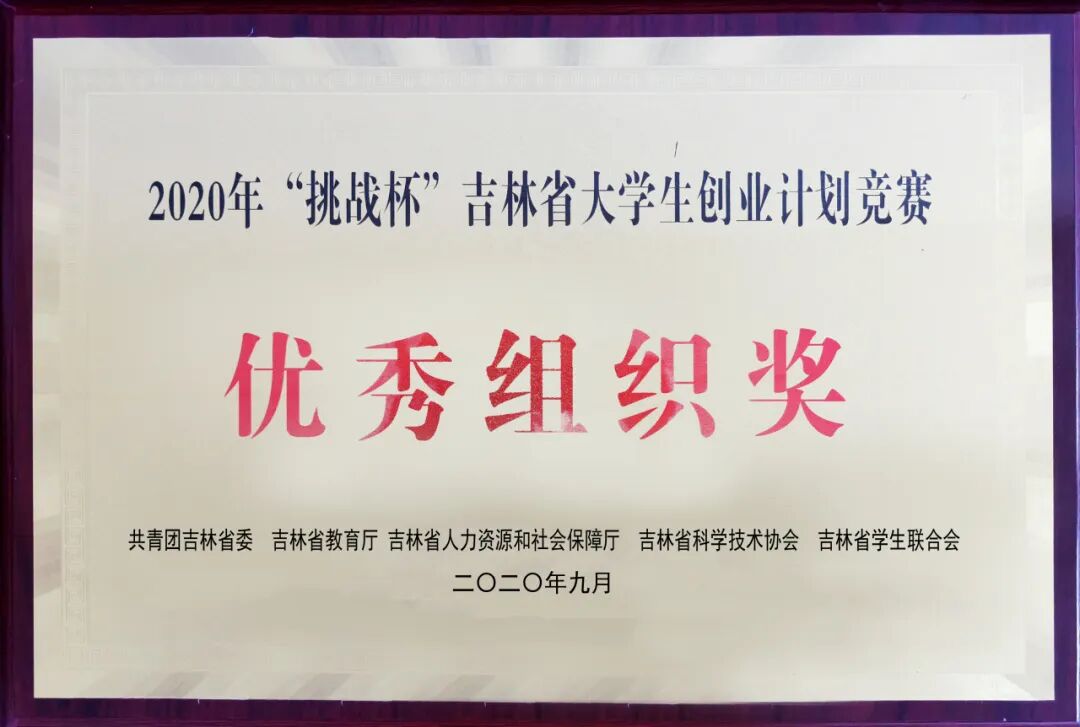 2020年“挑战杯”吉林省大学生创业计划竞赛
优秀组织奖
共青团吉林省委 吉林省教育厅 吉林省人力资源和社会保障厅 吉林省科学技术协会 吉林省学生联合会
二〇二〇年九月